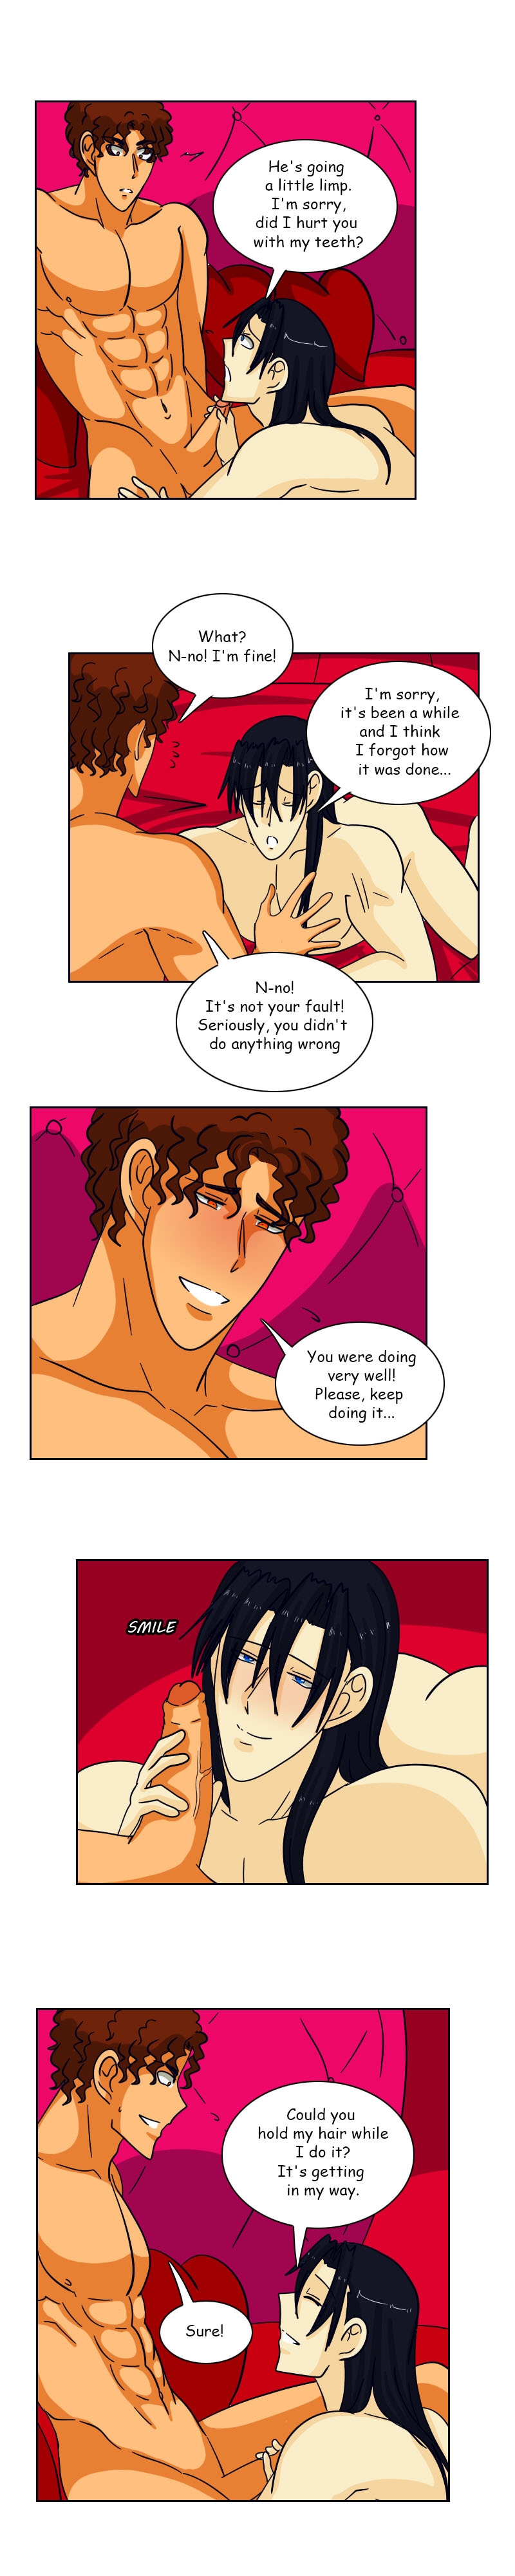 He's going
a little limp.
I'm sorry,
did I hurt you
with my teeth?
What?
N-no! I'm fine!
I'm sorry,
it's been a while
and I think
I forgot how
it was done...
N-no!
It's not your fault!
Seriously, you didn't
do anything wrong
You were doing
very well!
Please, keep
doing it...
SMILE
Could you
hold my hair while
I do it?
It's getting
in my way.
Sure!